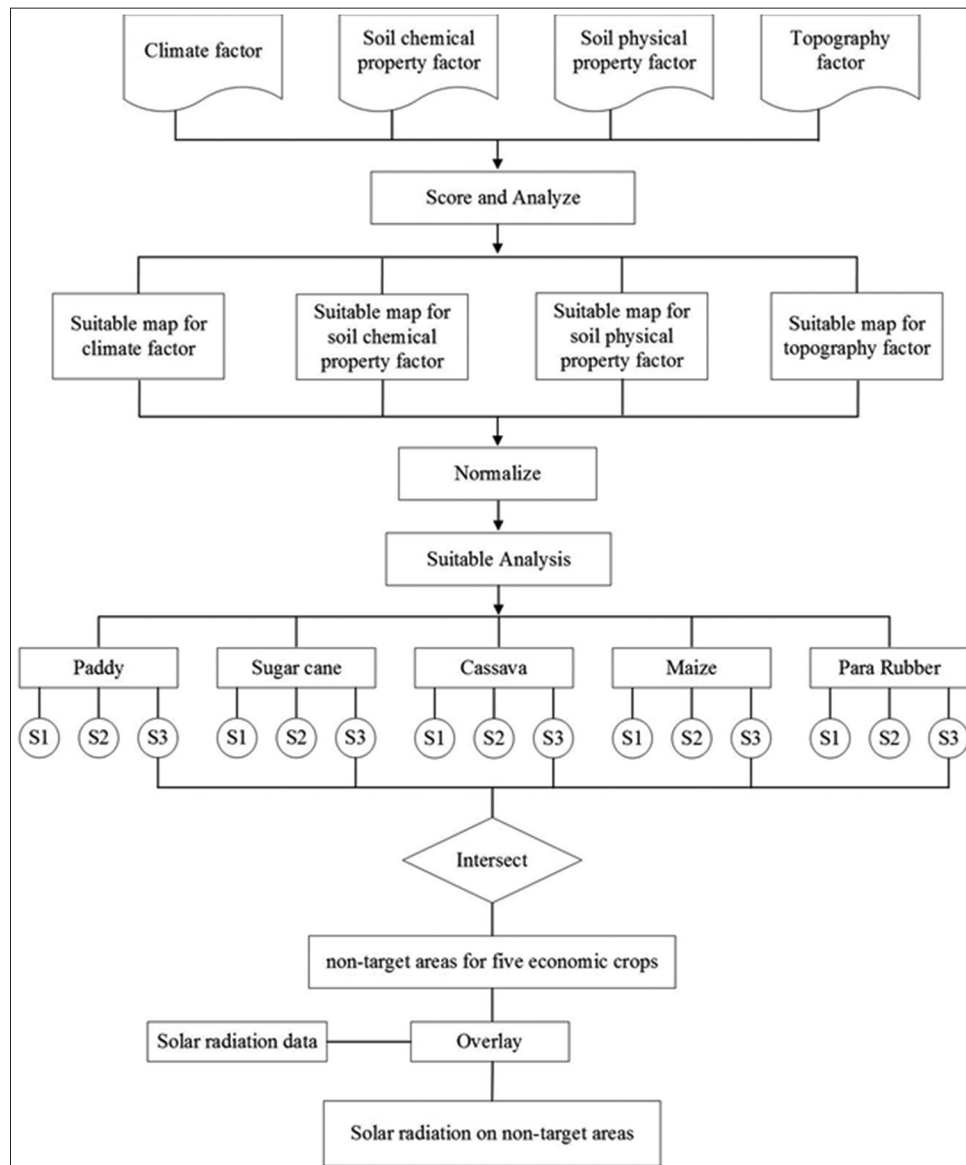 Climate factor
Soil chemical
property factor
Soil physical
property factor
Topography
factor
Score and Analyze
Suitable map for
climate factor
Suitable map for
soil chemical
property factor
Suitable map for
soil physical
property factor
Suitable map for
topography factor
Normalize
Suitable Analysis
Paddy
Sugar cane
Cassava
Maize
Para Rubber
S1 S2 S3
S1 S2 S3
S1 S2 S3
S1 S2 S3
S1 S2 S3
Intersect
non-target areas for five economic crops
Solar radiation data
Overlay
Solar radiation on non-target areas